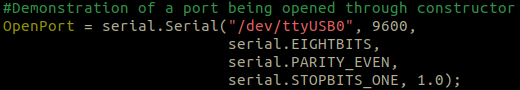 #Demonstration of a port being opened through constructor
OpenPort = serial.Serial("/dev/ttyUSB0", 9600,
serial.EIGHTBITS,
serial.PARITY_EVEN,
serial.STOPBITS_ONE, 1.0);